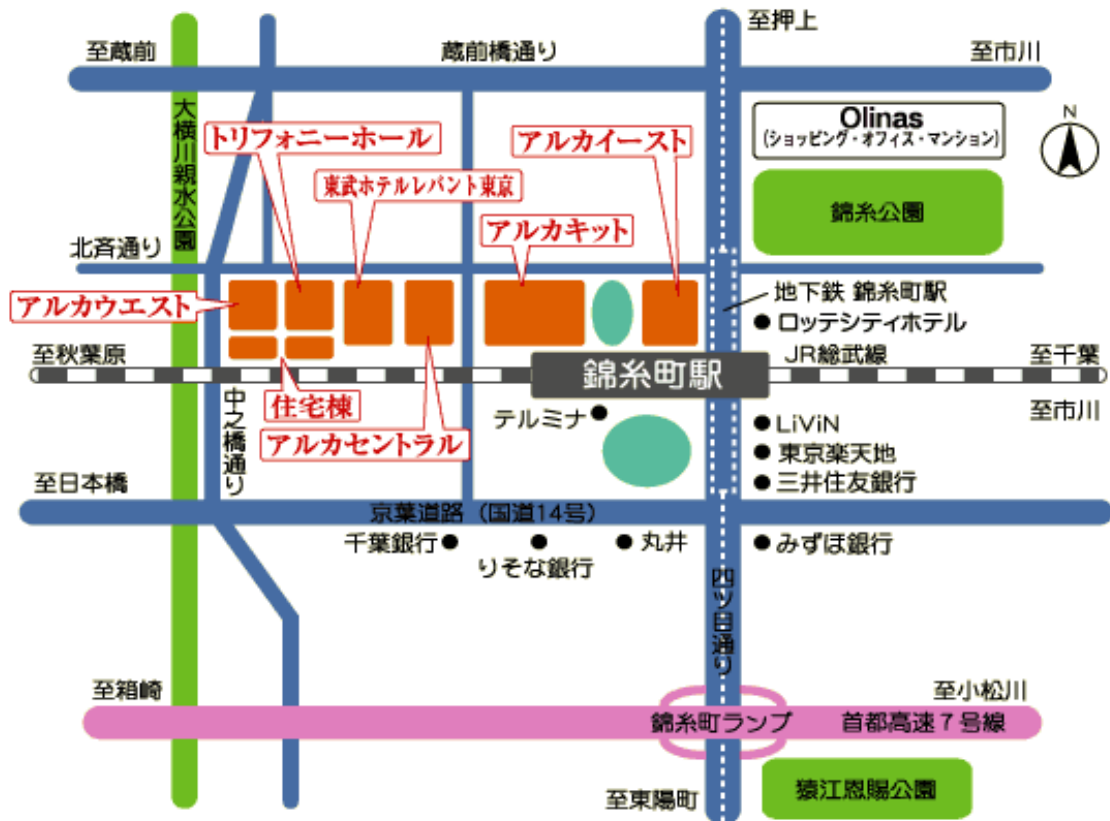 至押上
至蔵前
蔵前橋通り
至市川
大横川親水公園
Olinas
(ショッピング・オフィス・マンション)
N
トリフォニーホール
アルカイースト
東武ホテルレバント東京
錦糸公園
アルカキット
北斉通り
アルカウエスト
地下鉄 錦糸町駅
ロッテシティホテル
至秋葉原
錦糸町駅
JR総武線
至千葉
中之橋通り
住宅棟
アルカセントラル
テルミナ
至市川
LiViN
東京楽天地
三井住友銀行
至日本橋
京葉道路(国道14号)
千葉銀行
りそな銀行
丸井
みずほ銀行
四ツ目通り
至箱崎
至小松川
錦糸町ランプ
首都高速7号線
至東陽町
猿江恩賜公園